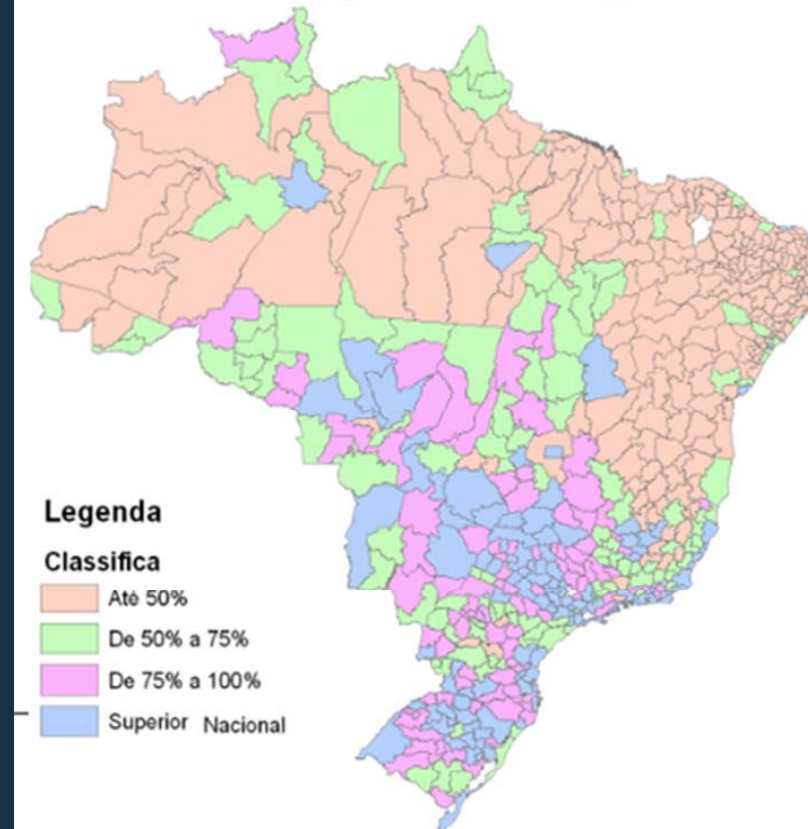 Legenda
Classifica
Até 50%
De 50% a 75%
De 75% a 100%
Superior Nacional